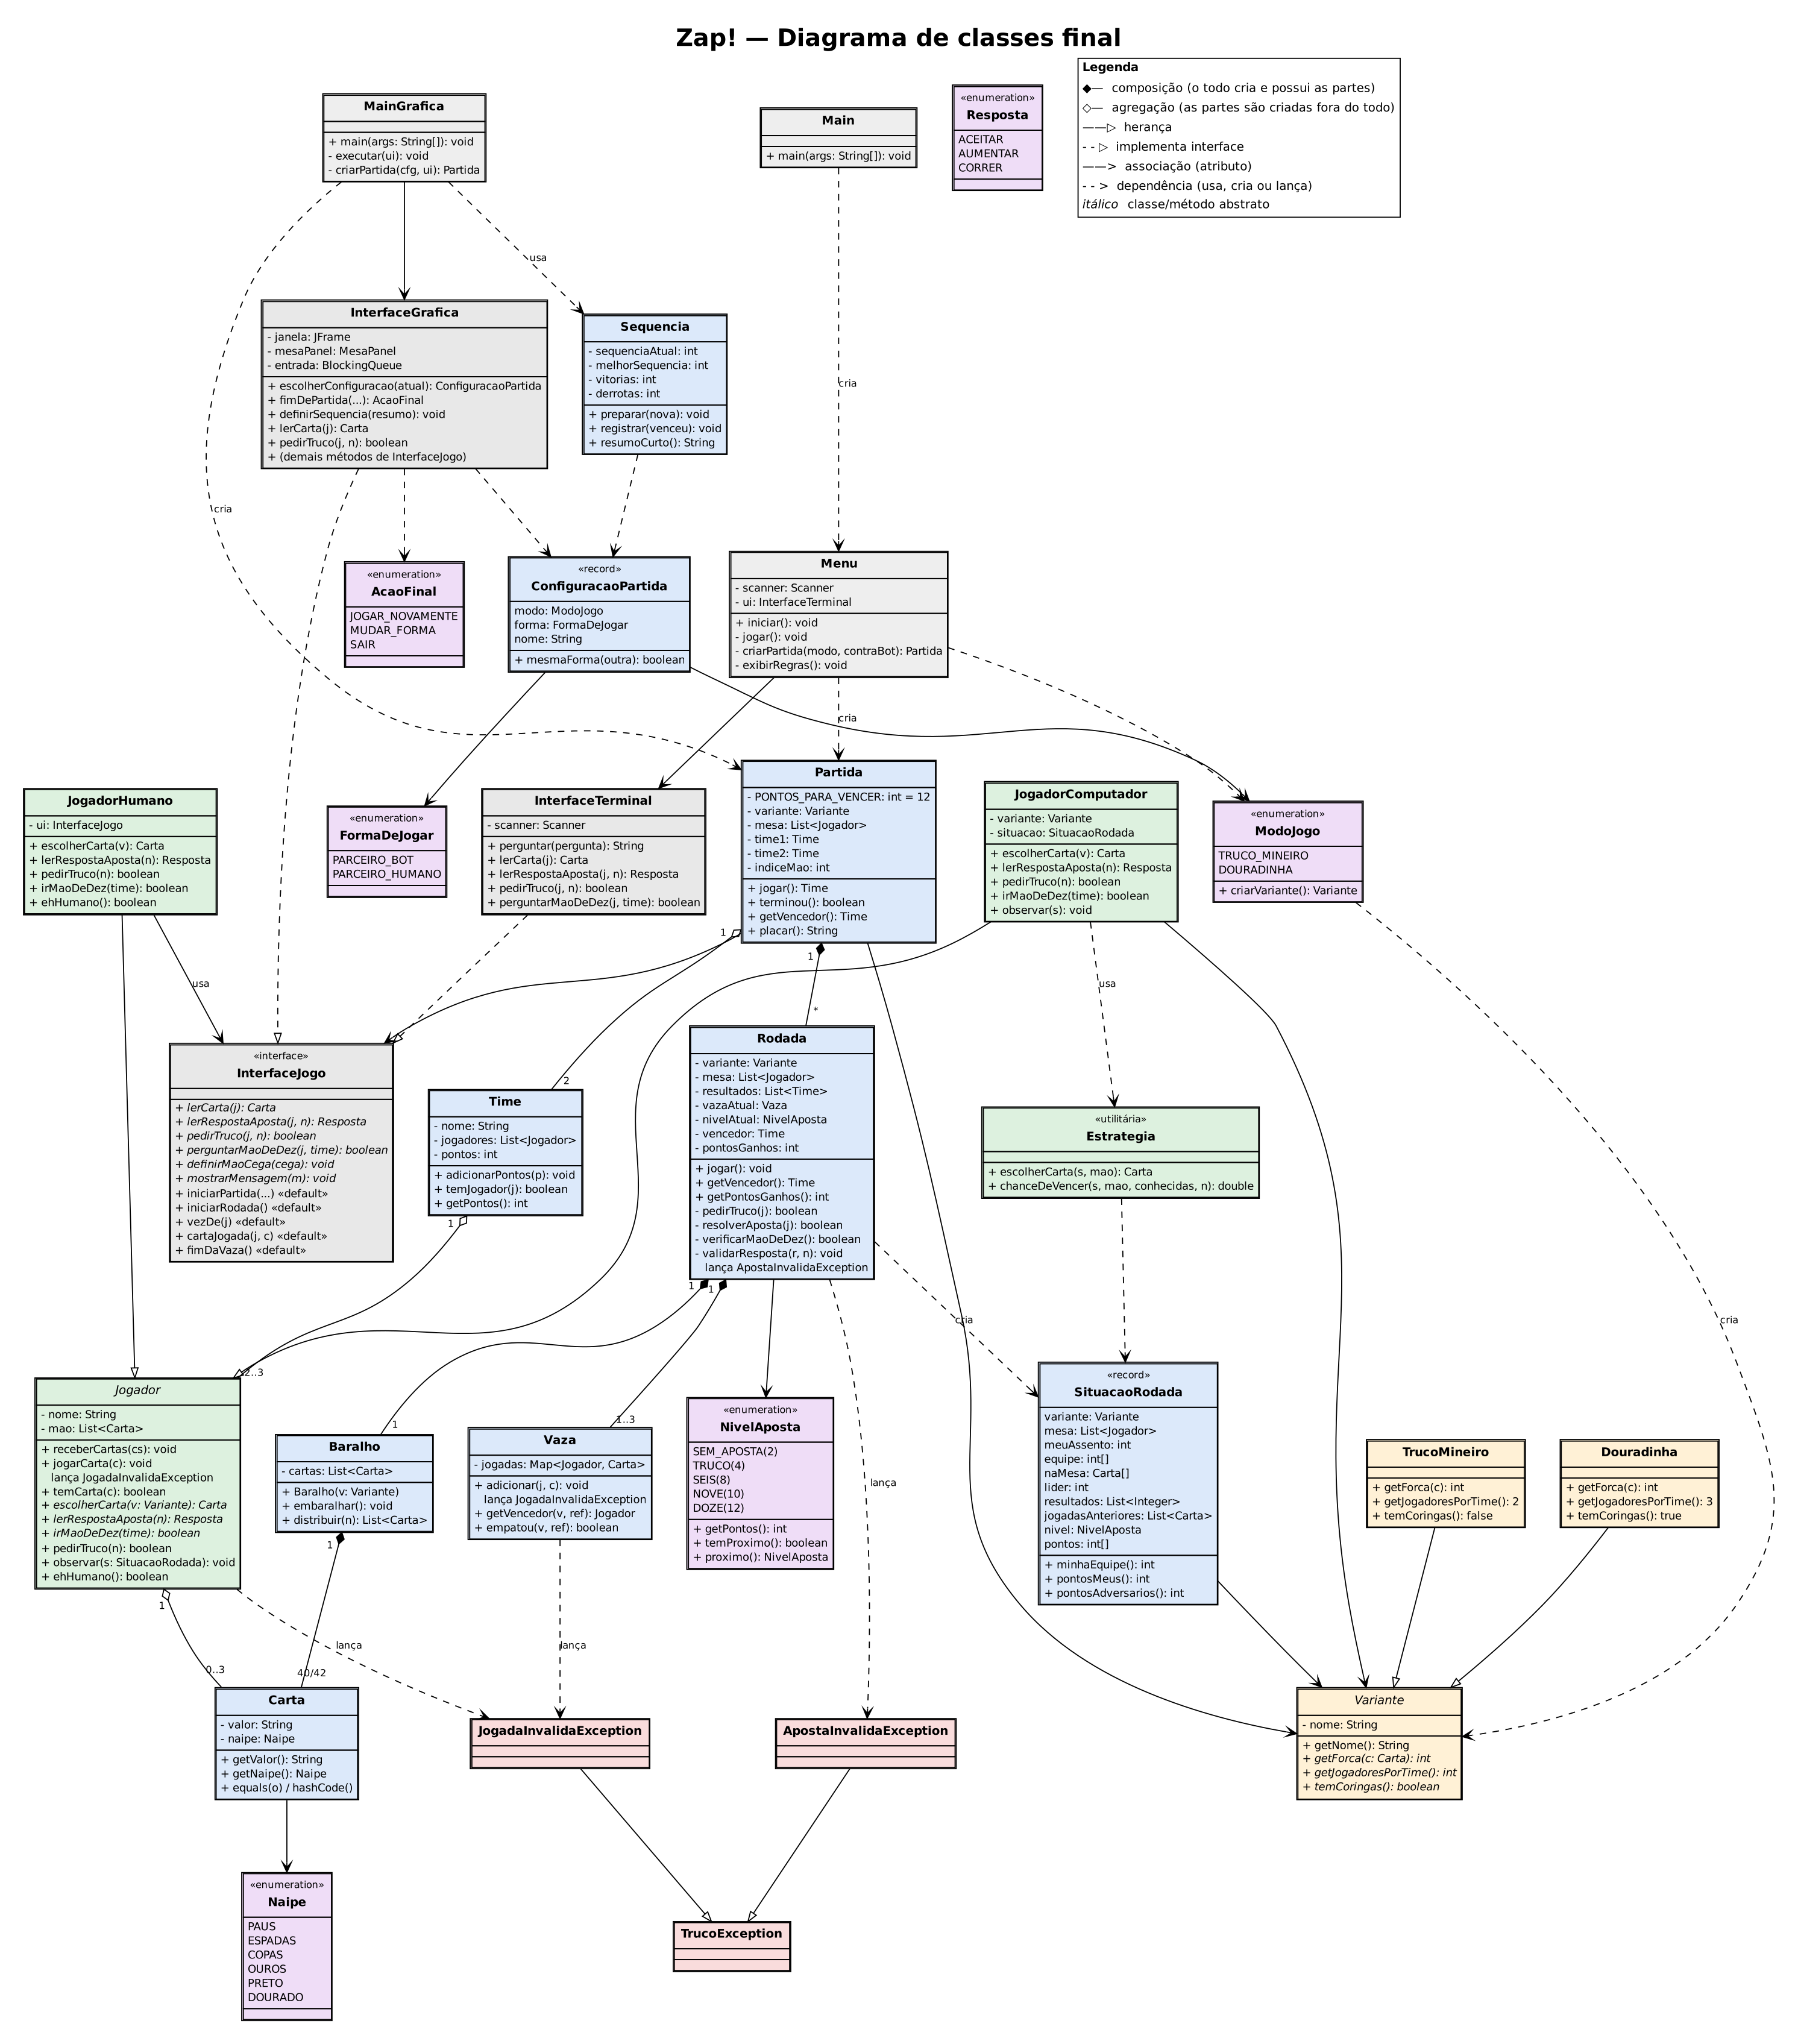 Zap! — Diagrama de classes final
Legenda
◆— composição (o todo cria e possui as partes)
◇— agregação (as partes são criadas fora do todo)
——▷ herança
- - ▷ implementa interface
——> associação (atributo)
- - > dependência (usa, cria ou lança)
itálico classe/método abstrato
MainGrafica
+ main(args: String[]): void
- executar(ui): void
- criarPartida(cfg, ui): Partida
Main
+ main(args: String[]): void
«enumeration»
Resposta
ACEITAR
AUMENTAR
CORRER
usa
InterfaceGrafica
- janela: JFrame
- mesaPanel: MesaPanel
- entrada: BlockingQueue
+ escolherConfiguracao(atual): ConfiguracaoPartida
+ fimDePartida(...): AcaoFinal
+ definirSequencia(resumo): void
+ lerCarta(j): Carta
+ pedirTruco(j, n): boolean
+ (demais métodos de InterfaceJogo)
Sequencia
- sequenciaAtual: int
- melhorSequencia: int
- vitorias: int
- derrotas: int
+ preparar(nova): void
+ registrar(venceu): void
+ resumoCurto(): String
cria
cria
«enumeration»
AcaoFinal
JOGAR_NOVAMENTE
MUDAR_FORMA
SAIR
«record»
ConfiguracaoPartida
modo: ModoJogo
forma: FormaDeJogar
nome: String
+ mesmaForma(outra): boolean
Menu
- scanner: Scanner
- ui: InterfaceTerminal
+ iniciar(): void
- jogar(): void
- criarPartida(modo, contraBot): Partida
- exibirRegras(): void
cria
JogadorHumano
- ui: InterfaceJogo
+ escolherCarta(v): Carta
+ lerRespostaAposta(n): Resposta
+ pedirTruco(n): boolean
+ irMaoDeDez(time): boolean
+ ehHumano(): boolean
«enumeration»
FormaDeJogar
PARCEIRO_BOT
PARCEIRO_HUMANO
InterfaceTerminal
- scanner: Scanner
+ perguntar(pergunta): String
+ lerCarta(j): Carta
+ lerRespostaAposta(j, n): Resposta
+ pedirTruco(j, n): boolean
+ perguntarMaoDeDez(j, time): boolean
Partida
- PONTOS_PARA_VENCER: int = 12
- variante: Variante
- mesa: List<Jogador>
- time1: Time
- time2: Time
- indiceMao: int
+ jogar(): Time
+ terminou(): boolean
+ getVencedor(): Time
+ placar(): String
JogadorComputador
- variante: Variante
- situacao: SituacaoRodada
+ escolherCarta(v): Carta
+ lerRespostaAposta(n): Resposta
+ pedirTruco(n): boolean
+ irMaoDeDez(time): boolean
+ observar(s): void
«enumeration»
ModoJogo
TRUCO_MINEIRO
DOURADINHA
+ criarVariante(): Variante
1
1
usa
usa
*
«interface»
InterfaceJogo
+ lerCarta(j): Carta
+ lerRespostaAposta(j, n): Resposta
+ pedirTruco(j, n): boolean
+ perguntarMaoDeDez(j, time): boolean
+ definirMaoCega(cega): void
+ mostrarMensagem(m): void
+ iniciarPartida(...) «default»
+ iniciarRodada() «default»
+ vezDe(j) «default»
+ cartaJogada(j, c) «default»
+ fimDaVaza() «default»
2
Time
- nome: String
- jogadores: List<Jogador>
- pontos: int
+ adicionarPontos(p): void
+ temJogador(j): boolean
+ getPontos(): int
1
Rodada
- variante: Variante
- mesa: List<Jogador>
- resultados: List<Time>
- vazaAtual: Vaza
- nivelAtual: NivelAposta
- vencedor: Time
- pontosGanhos: int
+ jogar(): void
+ getVencedor(): Time
+ getPontosGanhos(): int
- pedirTruco(j): boolean
- resolverAposta(j): boolean
- verificarMaoDeDez(): boolean
- validarResposta(r, n): void
lança ApostaInvalidaException
1
1
«utilitária»
Estrategia
+ escolherCarta(s, mao): Carta
+ chanceDeVencer(s, mao, conhecidas, n): double
cria
cria
2..3
Jogador
- nome: String
- mao: List<Carta>
+ receberCartas(cs): void
+ jogarCarta(c): void
lança JogadaInvalidaException
+ temCarta(c): boolean
+ escolherCarta(v: Variante): Carta
+ lerRespostaAposta(n): Resposta
+ irMaoDeDez(time): boolean
+ pedirTruco(n): boolean
+ observar(s: SituacaoRodada): void
+ ehHumano(): boolean
1
1
Baralho
- cartas: List<Carta>
+ Baralho(v: Variante)
+ embaralhar(): void
+ distribuir(n): List<Carta>
1
1..3
Vaza
- jogadas: Map<Jogador, Carta>
+ adicionar(j, c): void
lança JogadaInvalidaException
+ getVencedor(v, ref): Jogador
+ empatou(v, ref): boolean
«enumeration»
NivelAposta
SEM_APOSTA(2)
TRUCO(4)
SEIS(8)
NOVE(10)
DOZE(12)
+ getPontos(): int
+ temProximo(): boolean
+ proximo(): NivelAposta
lança
«record»
SituacaoRodada
variante: Variante
mesa: List<Jogador>
meuAssento: int
equipe: int[]
naMesa: Carta[]
lider: int
resultados: List<Integer>
jogadasAnteriores: List<Carta>
nivel: NivelAposta
pontos: int[]
+ minhaEquipe(): int
+ pontosMeus(): int
+ pontosAdversarios(): int
TrucoMineiro
+ getForca(c): int
+ getJogadoresPorTime(): 2
+ temCoringas(): false
Douradinha
+ getForca(c): int
+ getJogadoresPorTime(): 3
+ temCoringas(): true
lança
lança
0..3
40/42
Carta
- valor: String
- naipe: Naipe
+ getValor(): String
+ getNaipe(): Naipe
+ equals(o) / hashCode()
JogadaInvalidaException
ApostaInvalidaException
Variante
- nome: String
+ getNome(): String
+ getForca(c: Carta): int
+ getJogadoresPorTime(): int
+ temCoringas(): boolean
«enumeration»
Naipe
PAUS
ESPADAS
COPAS
OUROS
PRETO
DOURADO
TrucoException